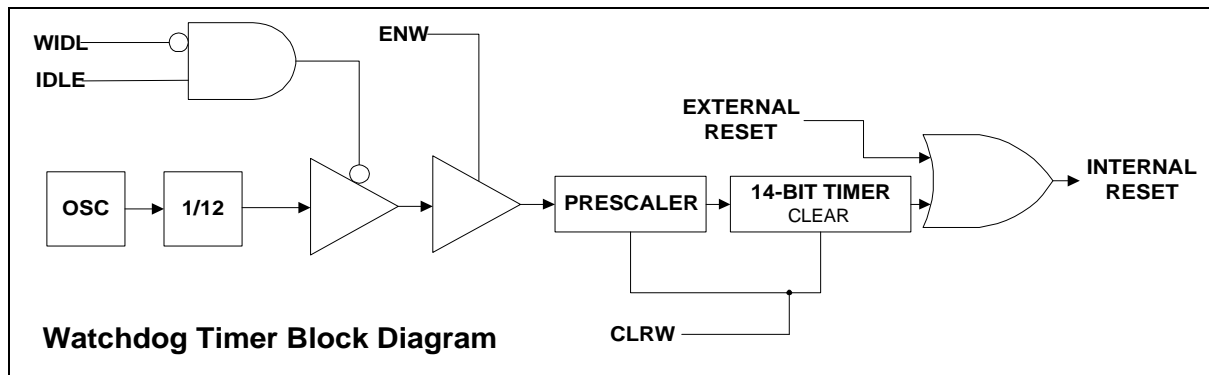 WIDL
IDLE
ENW
EXTERNAL
RESET
OSC
1/12
PRESCALER
14-BIT TIMER
CLEAR
INTERNAL
RESET
CLRW
Watchdog Timer Block Diagram